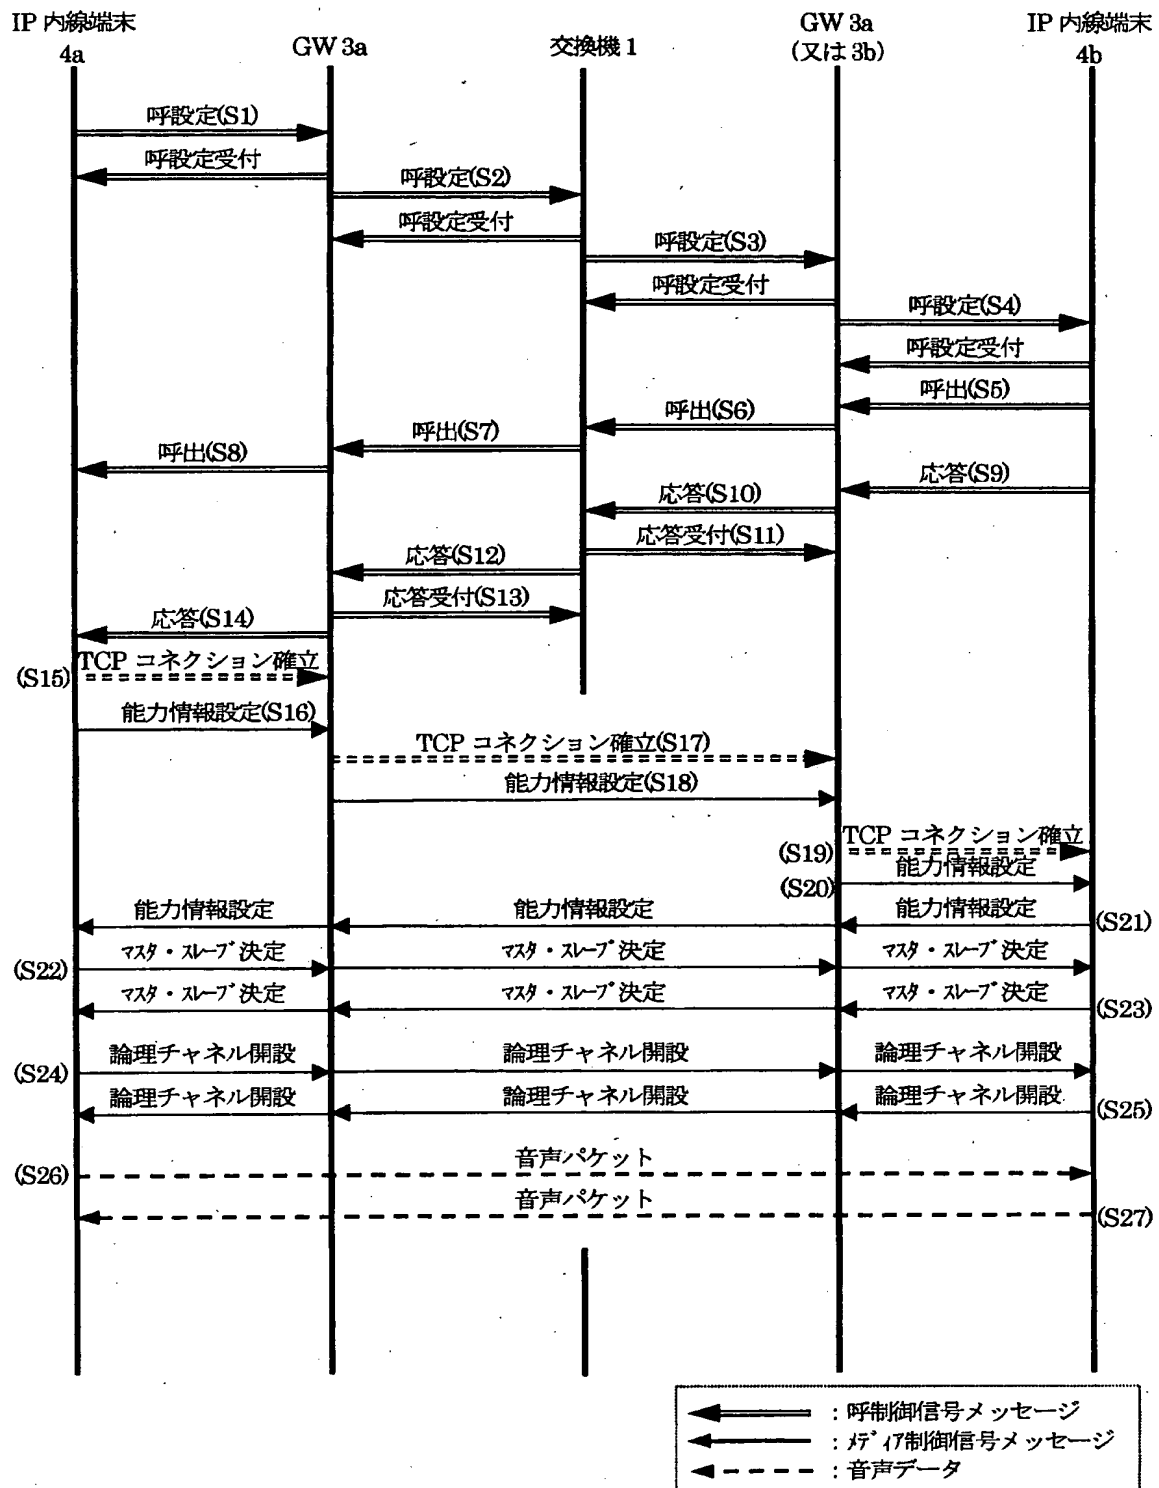 IP 内線端末
4a
GW 3a
交換機 1
GW 3a
(又は 3b)
IP 内線端末
4b
呼設定(S1)
呼設定受付
呼設定(S2)
呼設定受付
呼設定(S3)
呼設定受付
呼設定(S4)
呼設定受付
呼出(S5)
呼出(S6)
呼出(S7)
呼出(S8)
応答(S9)
応答(S10)
応答受付(S11)
応答(S12)
応答受付(S13)
応答(S14)
(S15) TCP コネクション確立
能力情報設定(S16)
TCP コネクション確立(S17)
能力情報設定(S18)
(S19) TCP コネクション確立
(S20) 能力情報設定
能力情報設定 能力情報設定 能力情報設定 (S21)
(S22) マスタ・スレーブ決定 マスタ・スレーブ決定 マスタ・スレーブ決定
マスタ・スレーブ決定 マスタ・スレーブ決定 マスタ・スレーブ決定 (S23)
(S24) 論理チャネル開設 論理チャネル開設 論理チャネル開設
論理チャネル開設 論理チャネル開設 論理チャネル開設 (S25)
(S26) 音声パケット
音声パケット (S27)
：呼制御信号メッセージ
：メディア制御信号メッセージ
：音声データ